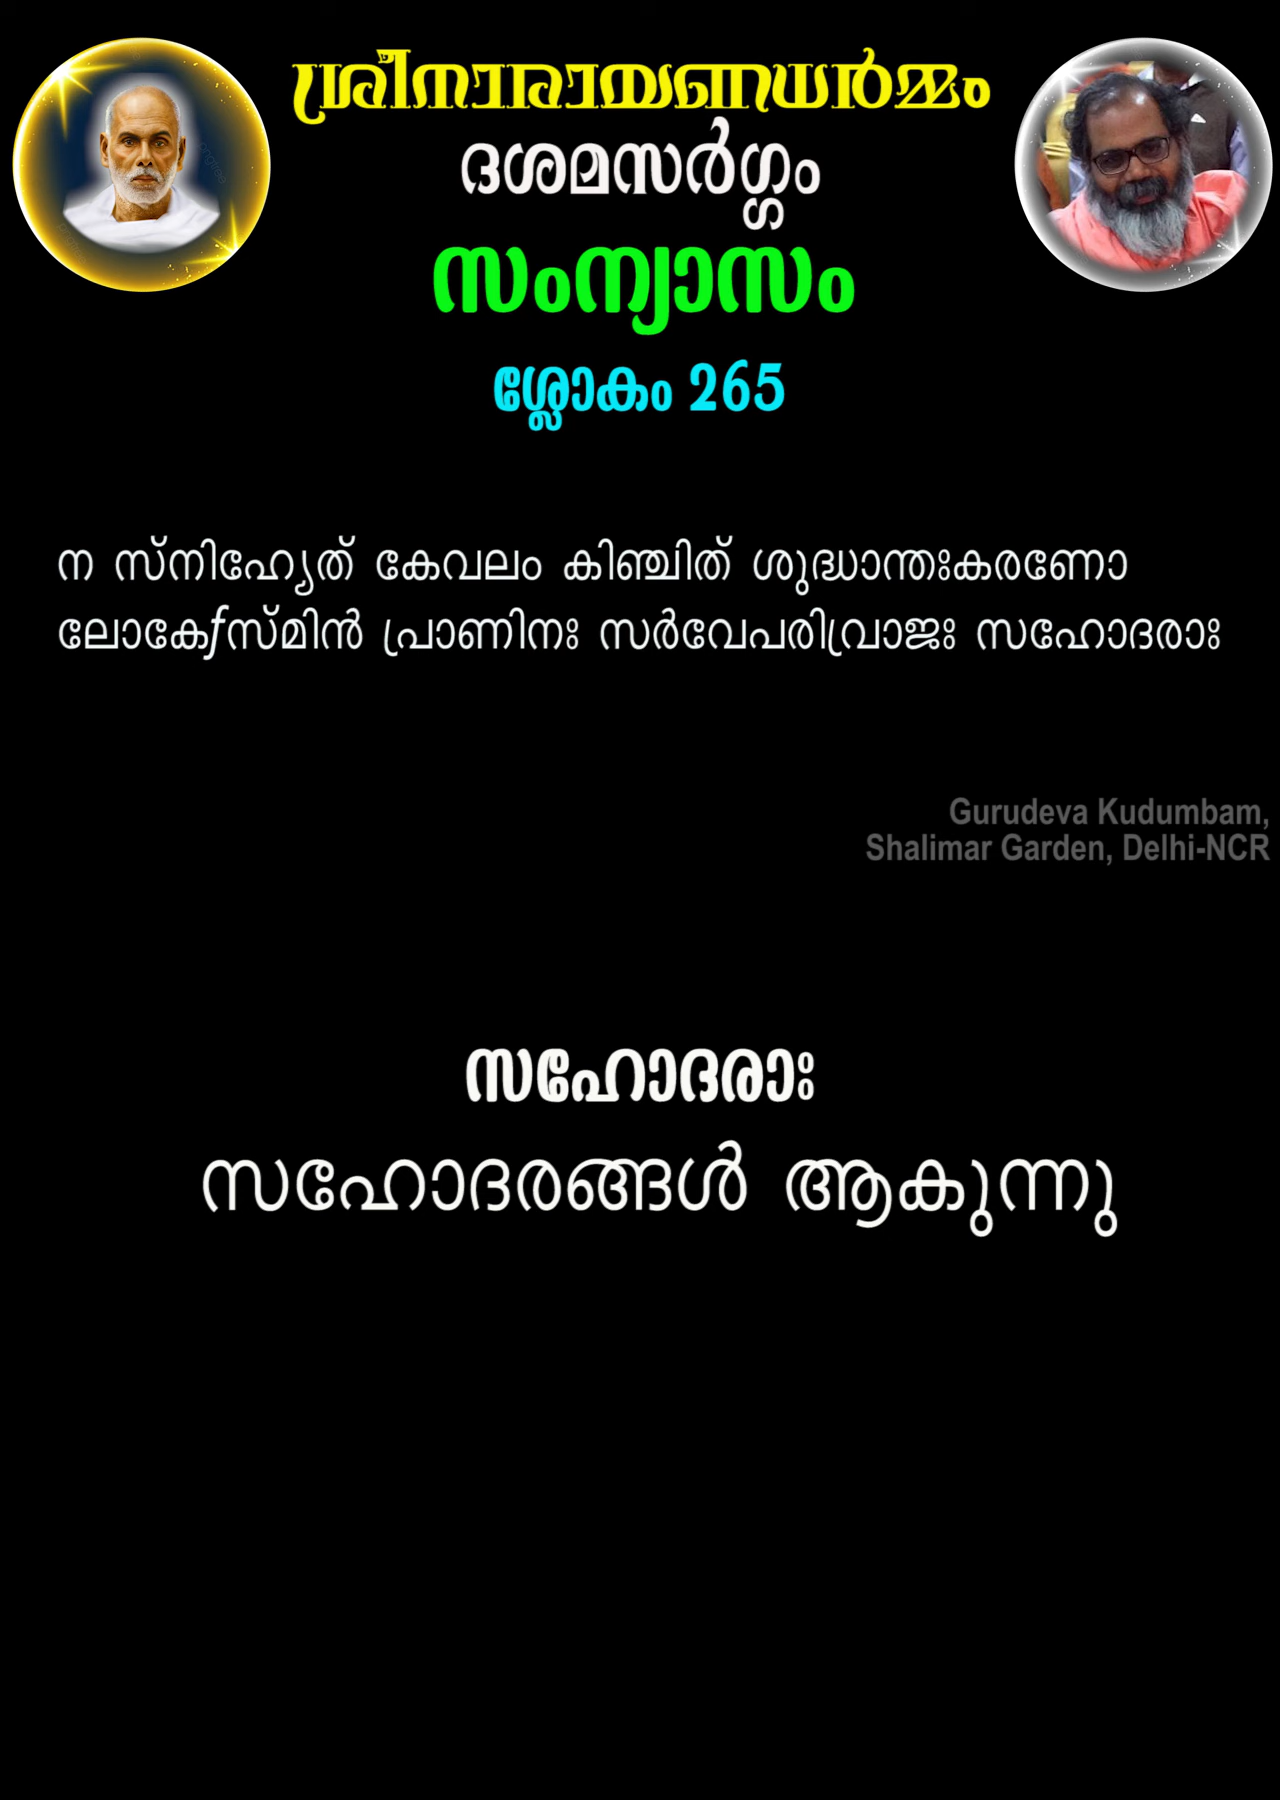 ശ്രീനാരായണധർമ്മം
ദശമസർഗ്ഗം
സംന്യാസം
ശ്ലോകം 265
ന സ്നിഹ്യേത് കേവലം കിഞ്ചിത് ശുദ്ധാന്തഃകരണോ
ലോകേƒസ്മിൻ പ്രാണിനഃ സർവേപരിവ്രാജഃ സഹോദരാഃ
Gurudeva Kudumbam,
Shalimar Garden, Delhi-NCR
സഹോദരാഃ
സഹോദരങ്ങൾ ആകുന്നു